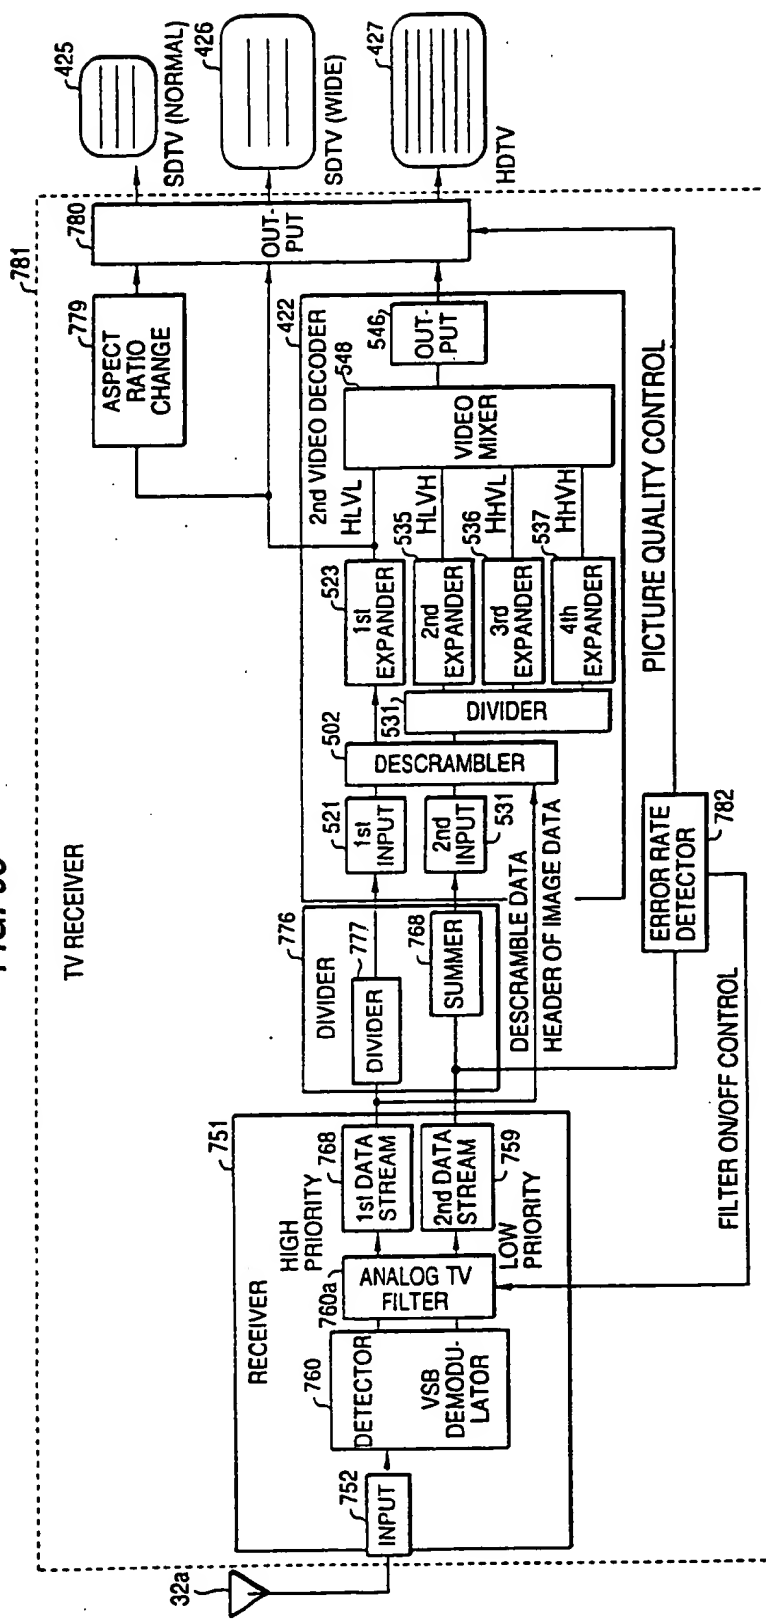 TV RECEIVER
781
32a
RECEIVER
751
752
INPUT
760
DETECTOR
VSB
DEMODU-
LATOR
760a
ANALOG TV
FILTER
HIGH
PRIORITY
768
1st DATA
STREAM
2nd DATA
STREAM
759
LOW
PRIORITY
776
DIVIDER
777
DIVIDER
768
SUMMER
DESCRAMBLE DATA
HEADER OF IMAGE DATA
2nd VIDEO DECODER
422
521
1st
INPUT
2nd
INPUT
531
502
DESCRAMBLER
531
DIVIDER
523
1st
EXPANDER
535
2nd
EXPANDER
536
3rd
EXPANDER
537
4th
EXPANDER
HLVL
HLVH
HHVL
HHVH
548
VIDEO
MIXER
546
OUT-
PUT
779
ASPECT
RATIO
CHANGE
780
OUT-
PUT
425
SDTV (NORMAL)
426
SDTV (WIDE)
427
HDTV
ERROR RATE
DETECTOR
782
PICTURE QUALITY CONTROL
FILTER ON/OFF CONTROL